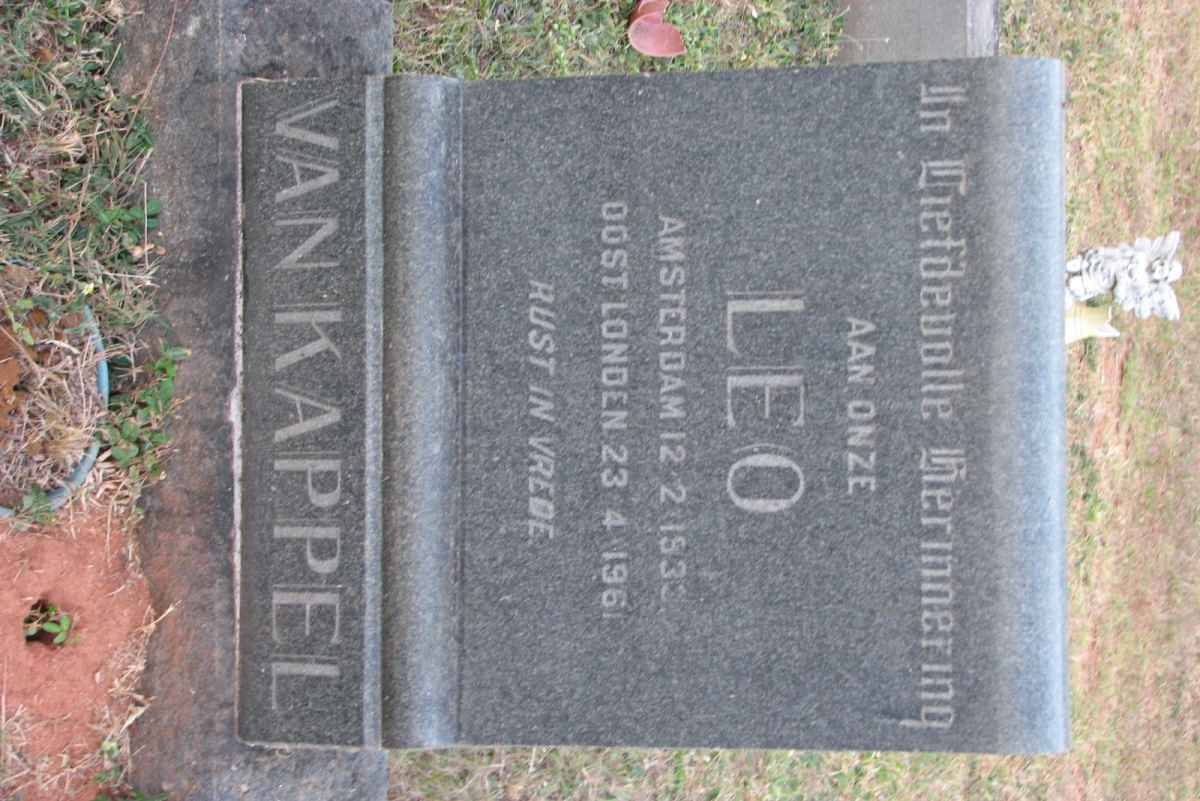 In Liefdevolle Herinnering
AAN ONZE
LEO
AMSTERDAM 12 2
OOST LONDEN 23 4 1961
RUST IN VREDE
VAN KAPPEL